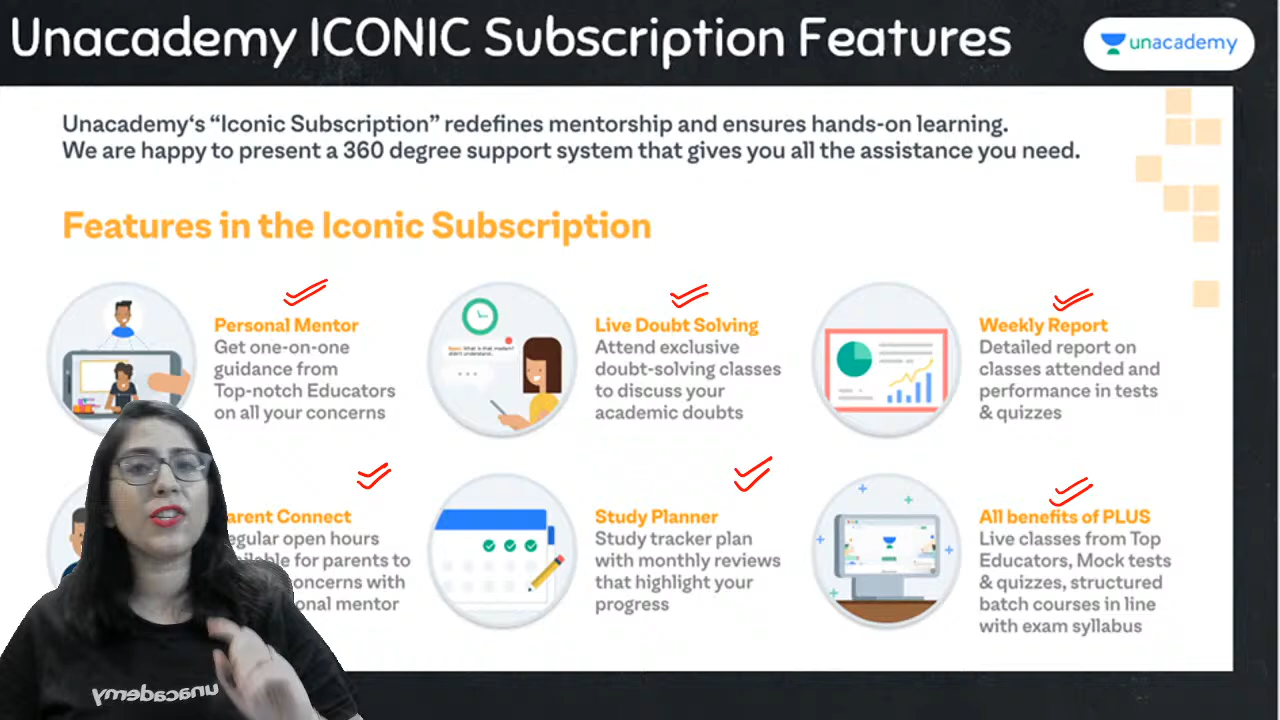 Unacademy ICONIC Subscription Features
unacademy
Unacademy's “Iconic Subscription” redefines mentorship and ensures hands-on learning.
We are happy to present a 360 degree support system that gives you all the assistance you need.
Features in the Iconic Subscription
Personal Mentor
Get one-on-one
guidance from
Top-notch Educators
on all your concerns
Live Doubt Solving
Attend exclusive
doubt-solving classes
to discuss your
academic doubts
Weekly Report
Detailed report on
classes attended and
performance in tests
& quizzes
Connect
open hours
for parents to
concerns with
mentor
Study Planner
Study tracker plan
with monthly reviews
that highlight your
progress
All benefits of PLUS
Live classes from Top
Educators, Mock tests
& quizzes, structured
batch courses in line
with exam syllabus
unacademy